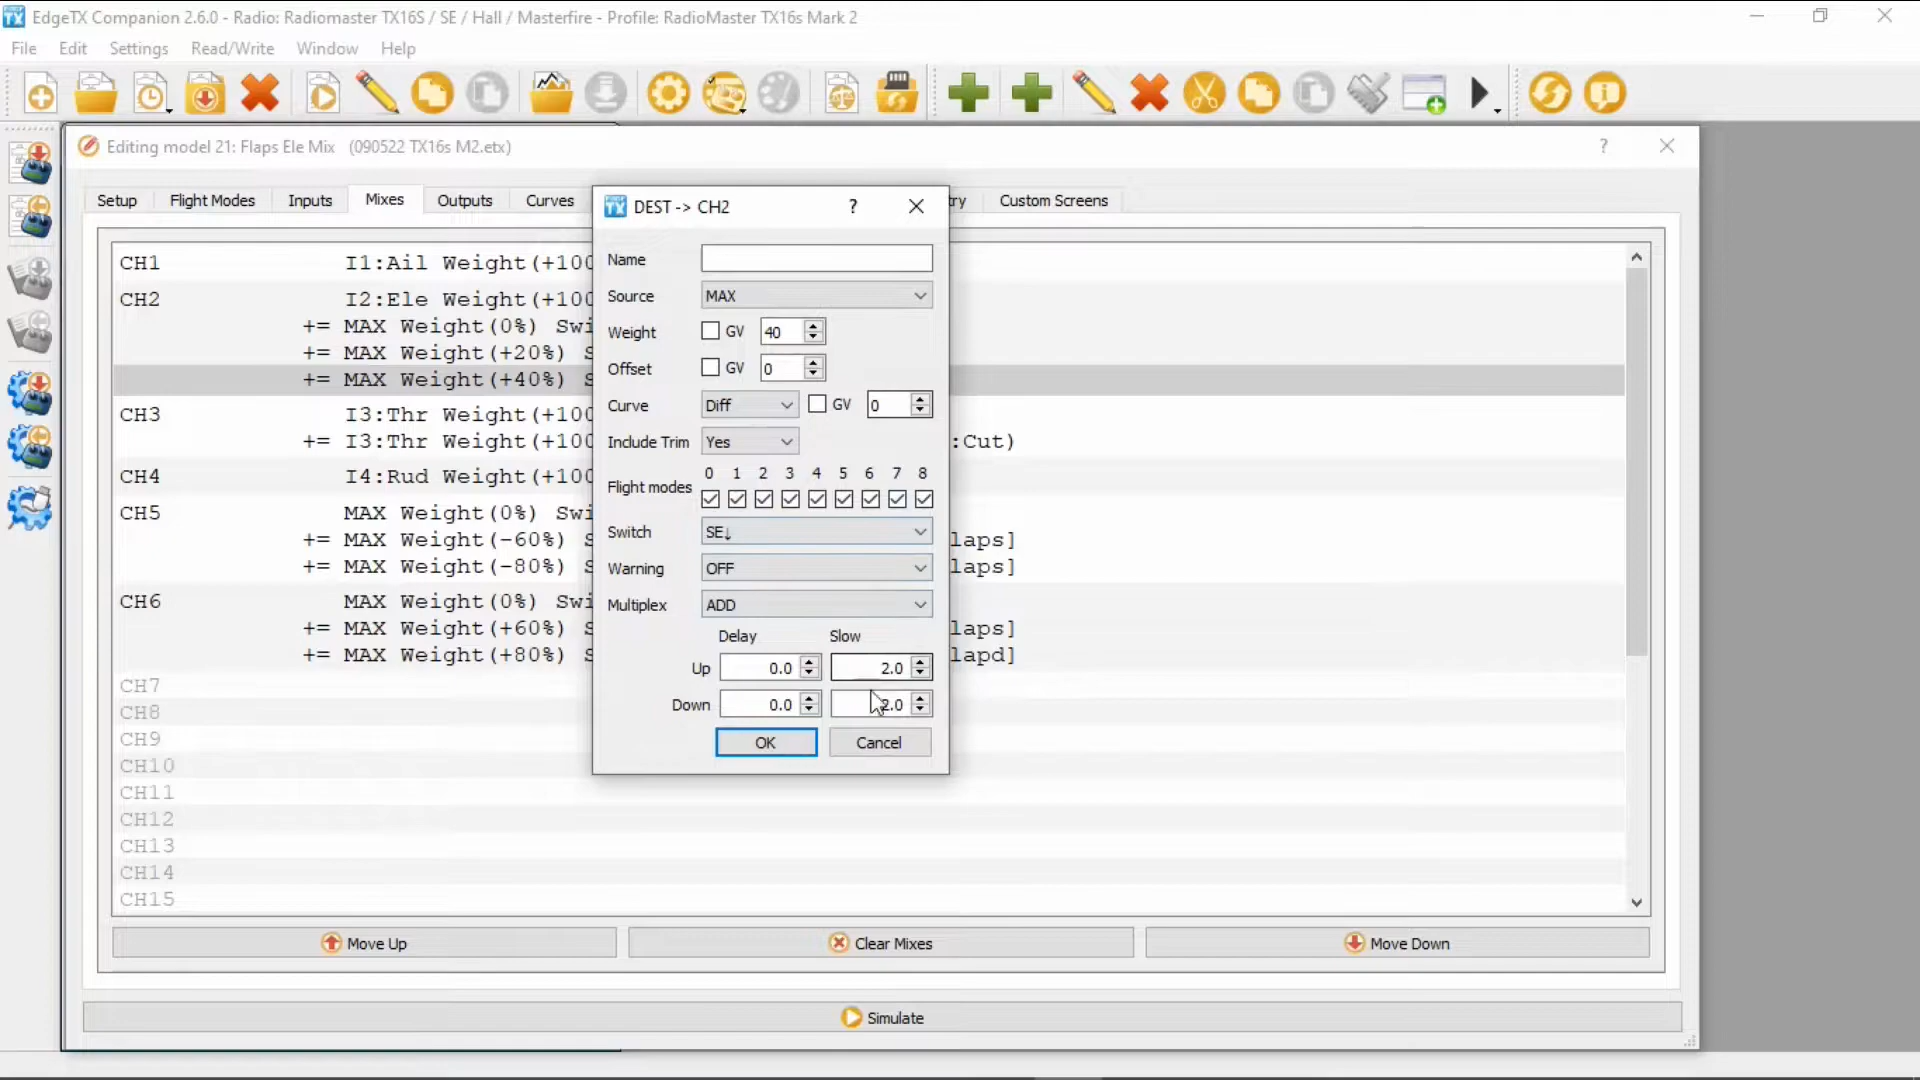 EdgeTX Companion 2.6.0 - Radio: Radiomaster TX16S / SE / Hall / Masterfire - Profile: RadioMaster TX16s Mark 2
File Edit Settings Read/Write Window Help
Editing model 21: Flaps Ele Mix (090522 TX16s M2.etx) ?
Setup Flight Modes Inputs Mixes Outputs Curves ry Custom Screens
DEST -> CH2 ?
Name
Source MAX
Weight GV 40
Offset GV 0
Curve Diff GV 0
Include Trim Yes
0 1 2 3 4 5 6 7 8
Flight modes
Switch SE↓
Warning OFF
Multiplex ADD
Delay Slow
Up 0.0 2.0
Down 0.0 2.0
OK Cancel
CH1 I1:Ail Weight(+100
CH2 I2:Ele Weight(+100
+= MAX Weight(0%) Swi
+= MAX Weight(+20%) S
+= MAX Weight(+40%) S
CH3 I3:Thr Weight(+100
+= I3:Thr Weight(+100 :Cut)
CH4 I4:Rud Weight(+100
CH5 MAX Weight(0%) Swi
+= MAX Weight(-60%) S laps]
+= MAX Weight(-80%) S laps]
CH6 MAX Weight(0%) Swi
+= MAX Weight(+60%) S laps]
+= MAX Weight(+80%) S lapd]
CH7
CH8
CH9
CH10
CH11
CH12
CH13
CH14
CH15
Move Up Clear Mixes Move Down
Simulate